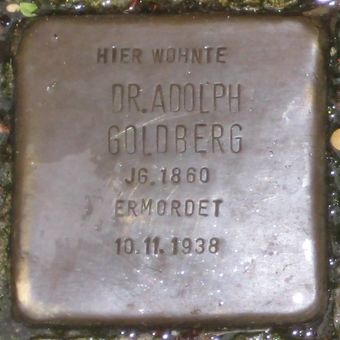 HIER WOHNTE
DR. ADOLPH
GOLDBERG
JG. 1860
ERMORDET
10.11.1938